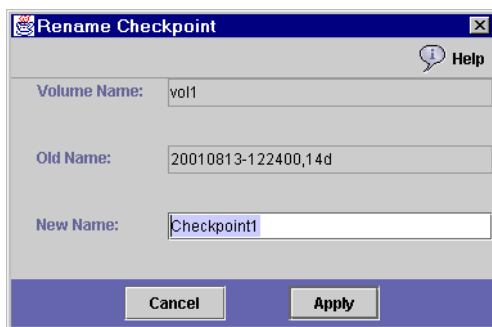 Rename Checkpoint
Help
Volume Name: vol1
Old Name: 20010813-122400,14d
New Name: Checkpoint1
Cancel Apply